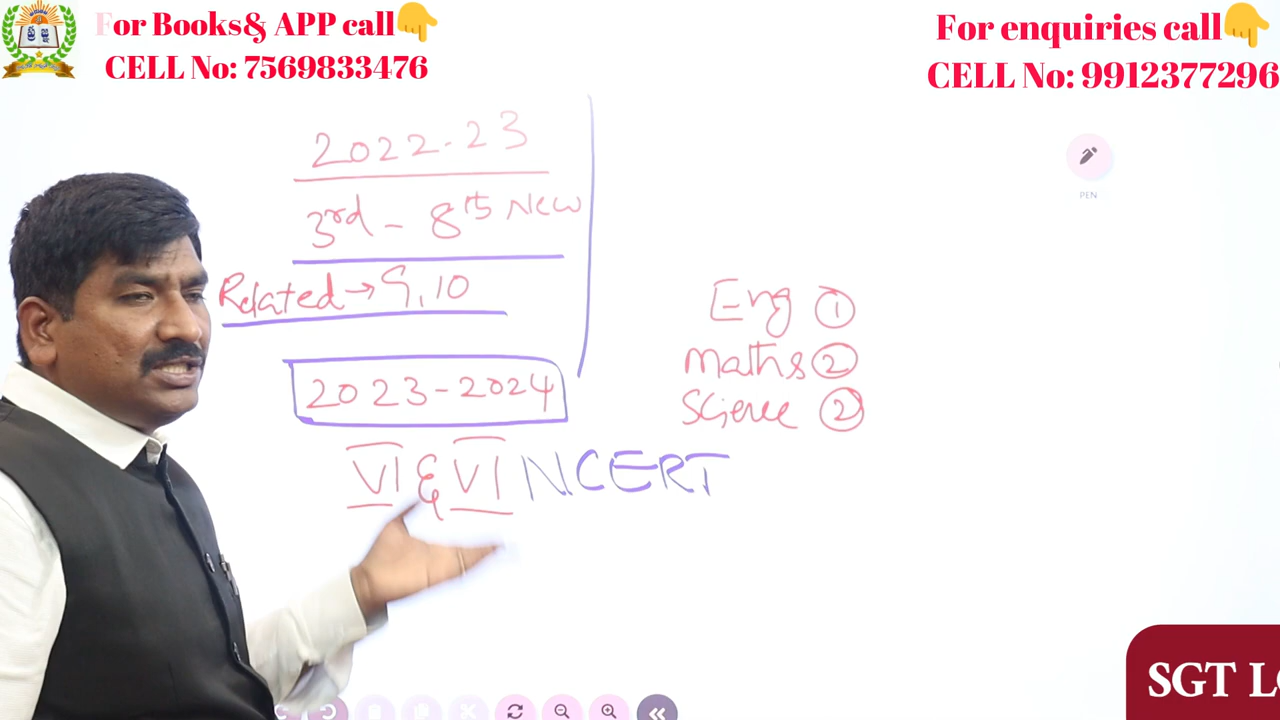 For Books& APP call
CELL No: 7569833476
For enquiries call
CELL No: 9912377296
2022-23
3rd - 8th New
Related → 9,10
2023-2024
VI & VI NCERT
Eng 1
Maths 2
Science 2
PEN
SGT